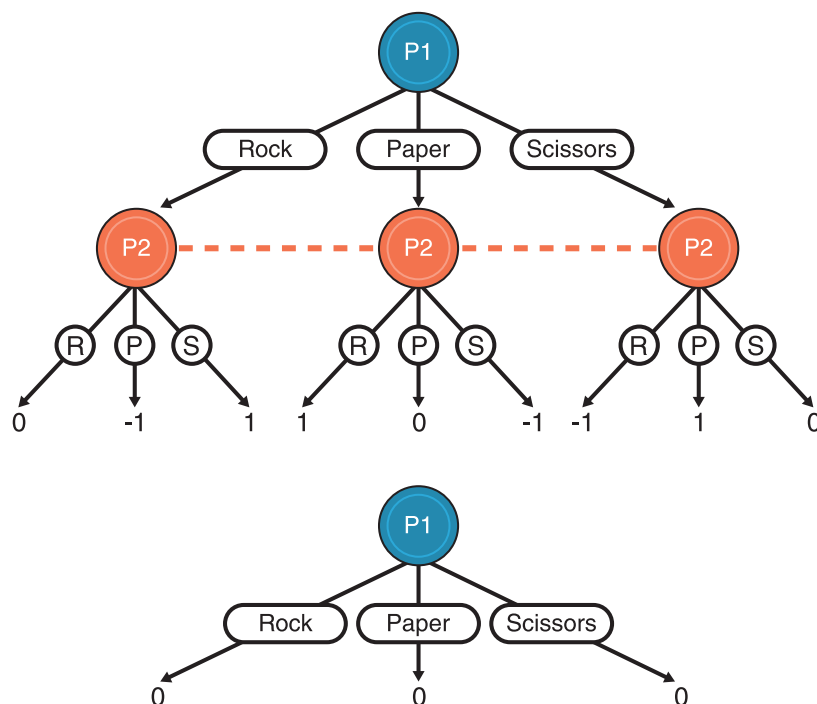 P1
Rock Paper Scissors
P2 P2 P2
R P S R P S R P S
0 -1 1 1 0 -1 -1 1 0
P1
Rock Paper Scissors
0 0 0